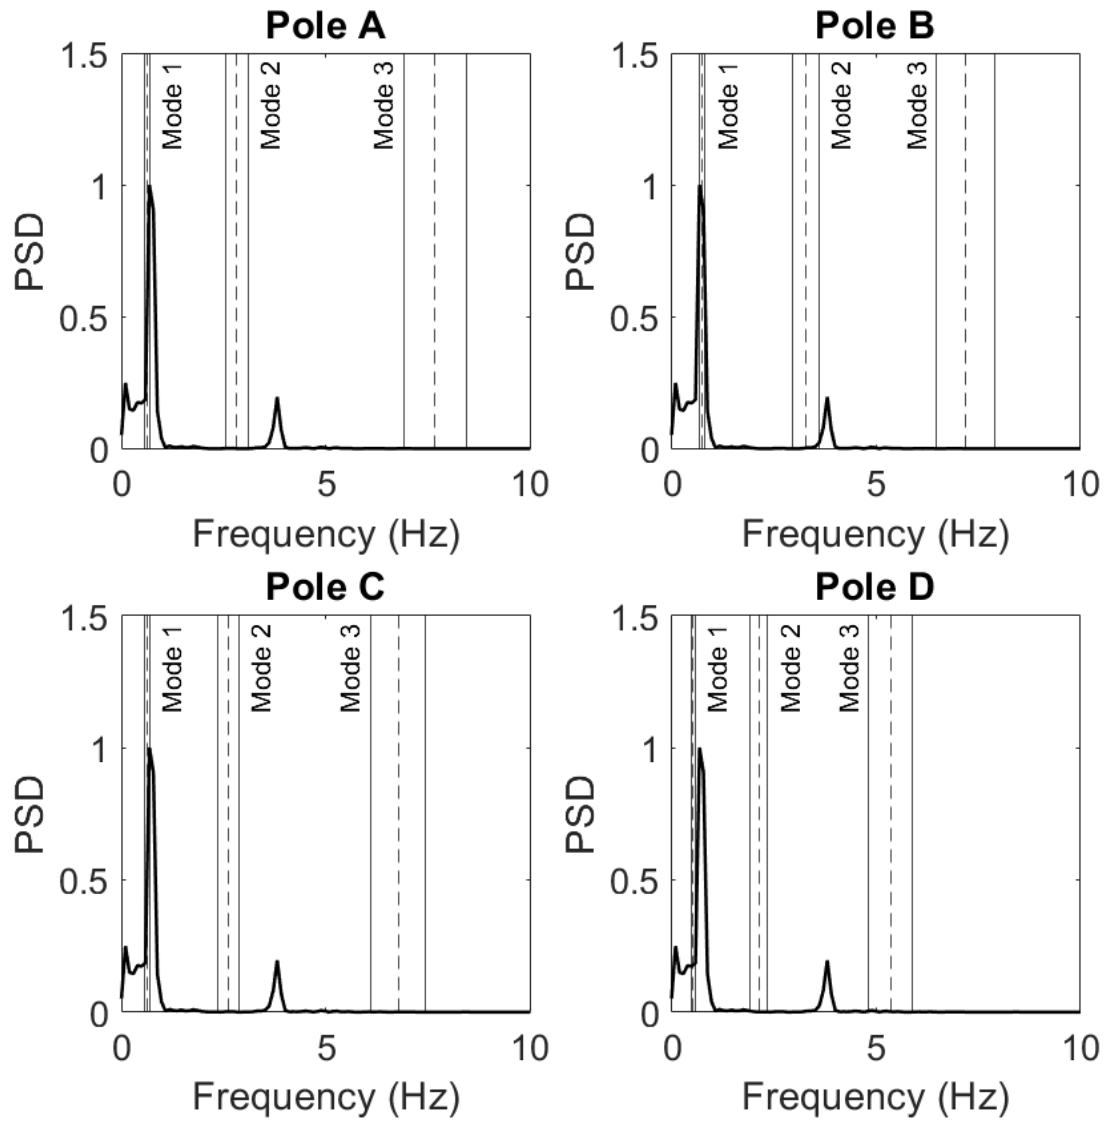 Pole A
1.5
1
0.5
0
PSD
Mode 1
Mode 2
Mode 3
0 5 10
Frequency (Hz)
Pole B
1.5
1
0.5
0
PSD
Mode 1
Mode 2
Mode 3
0 5 10
Frequency (Hz)
Pole C
1.5
1
0.5
0
PSD
Mode 1
Mode 2
Mode 3
0 5 10
Frequency (Hz)
Pole D
1.5
1
0.5
0
PSD
Mode 1
Mode 2
Mode 3
0 5 10
Frequency (Hz)